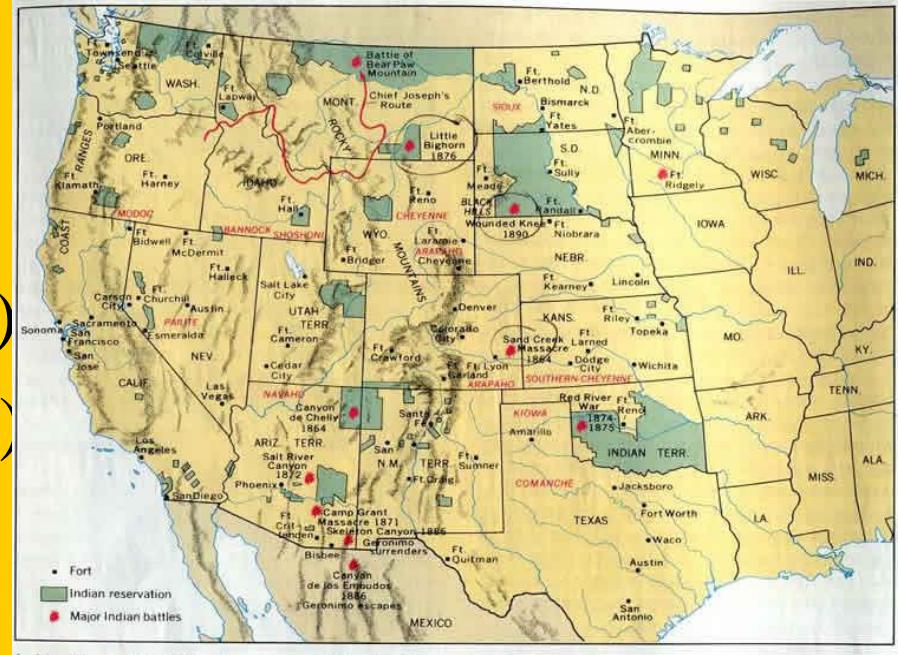 Ft.
Townsend
Seattle
Ft.
Colville
WASH.
Ft.
Lapwai
Portland
RANGES
COAST
ORE.
Ft.
Klamath
Ft.
Harney
MODOC
IDAHO
Ft.
Hall
BANNOCK
SHOSHONI
Battle of
Bear Paw
Mountain
MONT.
Chief Joseph's
Route
ROCKY
MOUNTAINS
Little
Bighorn
1876
Ft.
Reno
CHEYENNE
WYO.
Ft.
Laramie
ARAPAHO
Cheyenne
Ft.
Bridger
Ft.
Berthold
N.D.
SIOUX
Bismarck
Ft.
Yates
S.D.
Ft.
Meade
Ft.
Sully
BLACK
HILLS
Ft.
Randall
Wounded Knee
1890
Ft.
Niobrara
NEBR.
Ft.
Kearney
Lincoln
Ft.
Aber-
crombie
MINN.
Ft.
Ridgely
WISC.
MICH.
IOWA
ILL.
IND.
Ft.
Bidwell
Ft.
McDermit
Ft.
Halleck
Carson
City
Ft.
Churchill
Austin
PAIUTE
Esmeralda
NEV.
Sonoma
Sacramento
San
Francisco
San
Jose
CALIF.
Las
Vegas
Los
Angeles
San Diego
Salt Lake
City
UTAH
TERR.
Ft.
Cameron
Cedar
City
Denver
Colorado
City
Ft.
Crawford
Ft.
Garland
Ft. Lyon
ARAPAHO
Sand Creek
Massacre
1864
KANS.
Ft.
Larned
Dodge
City
Ft.
Riley
Topeka
Wichita
SOUTHERN CHEYENNE
MO.
KY.
TENN.
NAVAHO
Canyon
de Chelly
1864
ARIZ. TERR.
Salt River
Canyon
1872
Phoenix
Camp Grant
Massacre 1871
Skeleton Canyon 1886
Geronimo
surrenders
Ft.
Crit-
tenden
Bisbee
Canyon
de los Embudos
1886
Geronimo escapes
Santa
Fe
San
N.M. TERR.
Ft.
Sumner
Ft. Craig
Ft.
Quitman
KIOWA
Amarillo
Red River
War
1874-
1875
Ft.
Reno
INDIAN TERR.
COMANCHE
Jacksboro
Fort Worth
TEXAS
Waco
Austin
San
Antonio
ARK.
LA.
MISS.
ALA.
MEXICO
Fort
Indian reservation
Major Indian battles